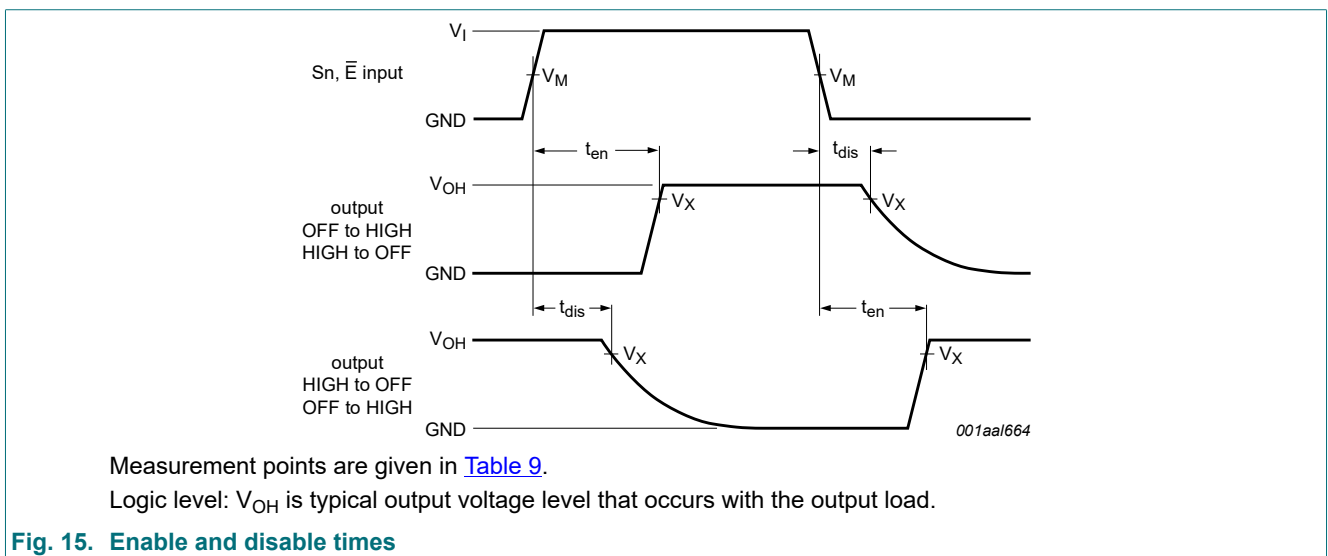 V_I
Sn, E̅ input
V_M
V_M
GND
t_en
t_dis
V_OH
output
OFF to HIGH
HIGH to OFF
V_X
V_X
GND
t_dis
t_en
V_OH
output
HIGH to OFF
OFF to HIGH
V_X
V_X
GND
001aal664
Measurement points are given in Table 9.
Logic level: V_OH is typical output voltage level that occurs with the output load.
Fig. 15. Enable and disable times